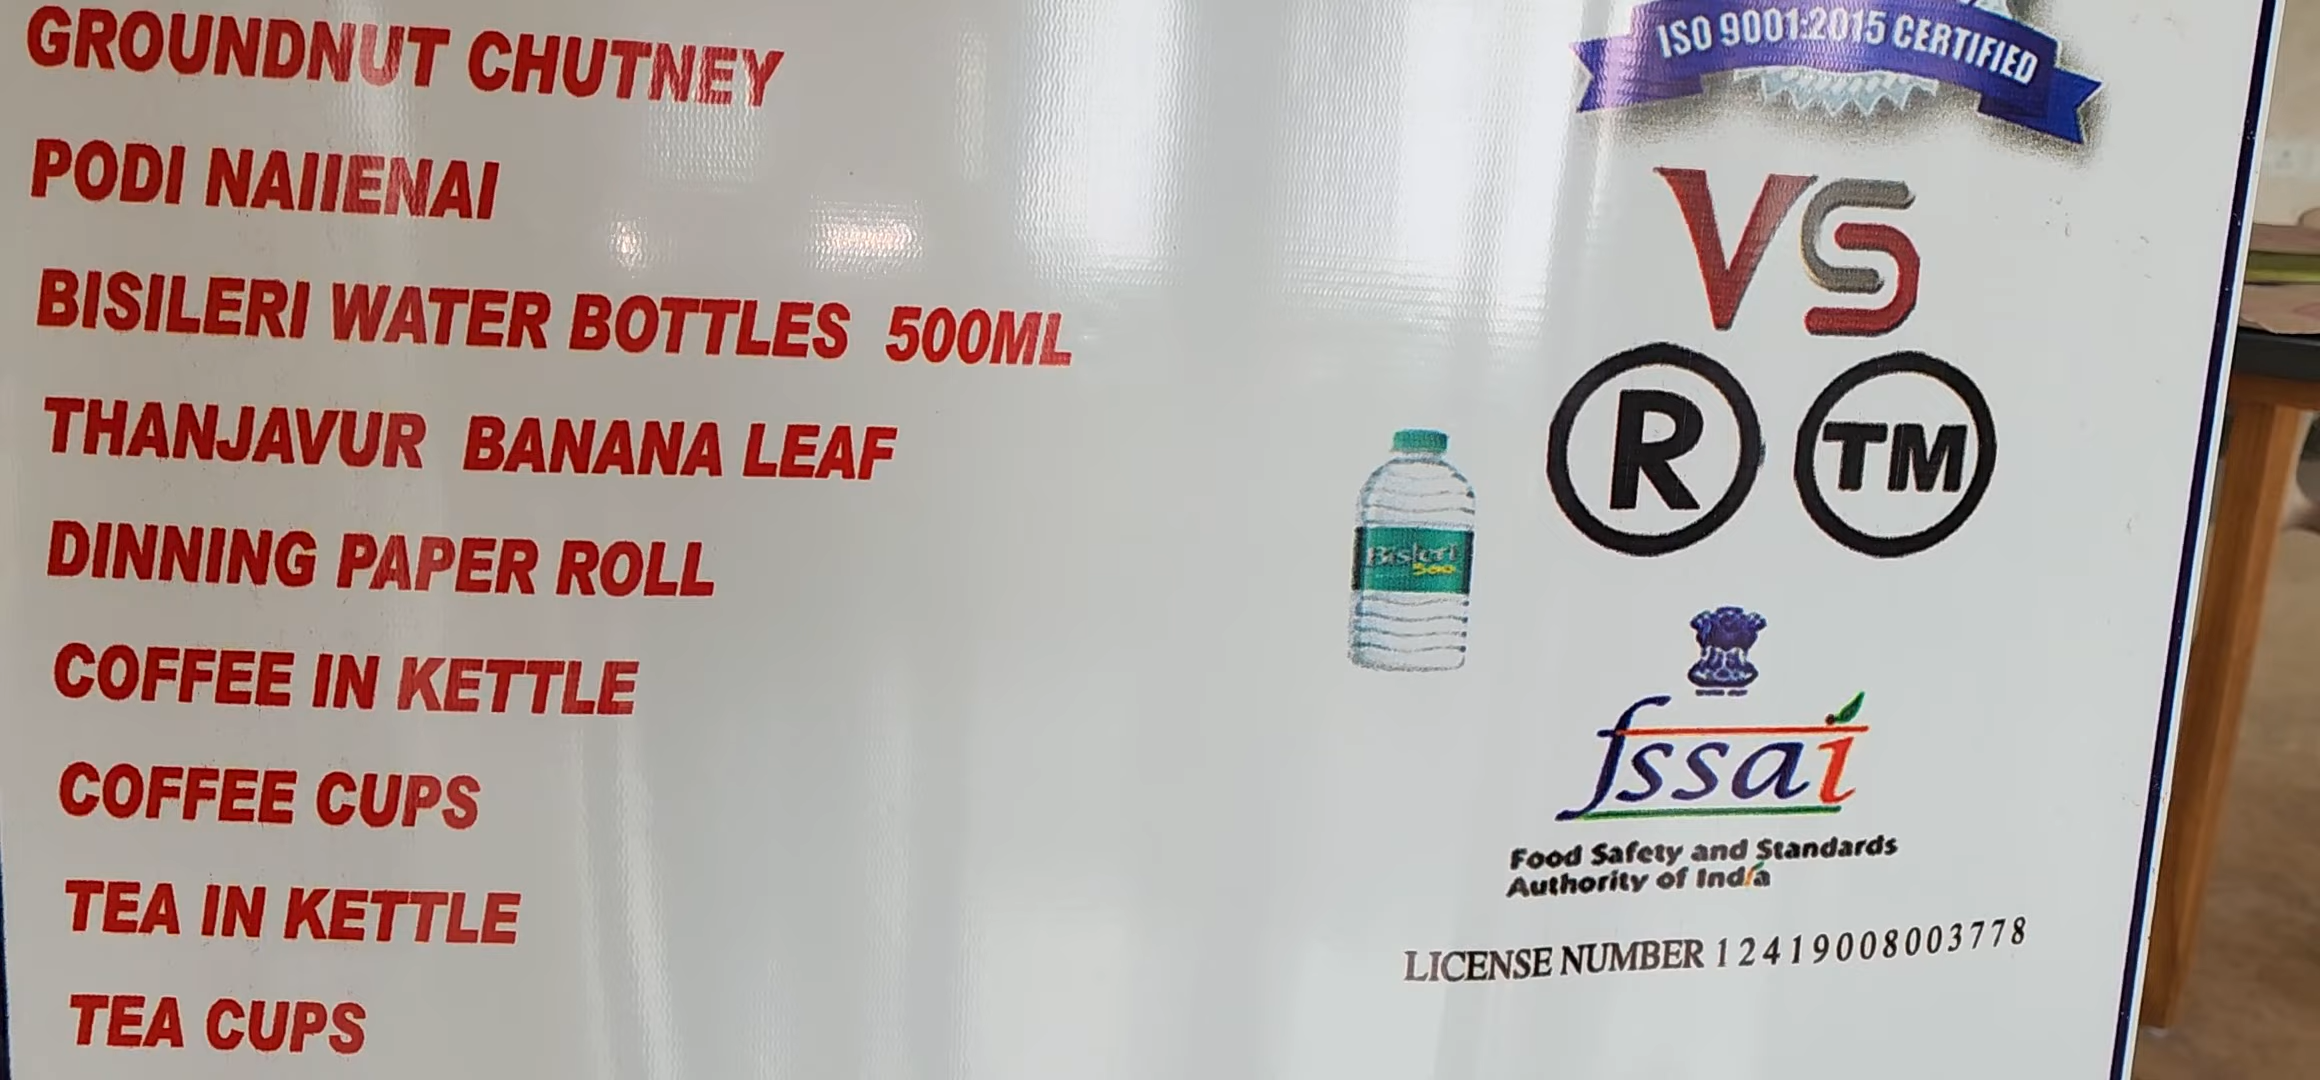 GROUNDNUT CHUTNEY
PODI NAIIENAI
BISILERI WATER BOTTLES 500ML
THANJAVUR BANANA LEAF
DINNING PAPER ROLL
COFFEE IN KETTLE
COFFEE CUPS
TEA IN KETTLE
TEA CUPS
ISO 9001:2015 CERTIFIED
VS
R TM
Bisleri
500
fssai
Food Safety and Standards
Authority of India
LICENSE NUMBER 12419008003778